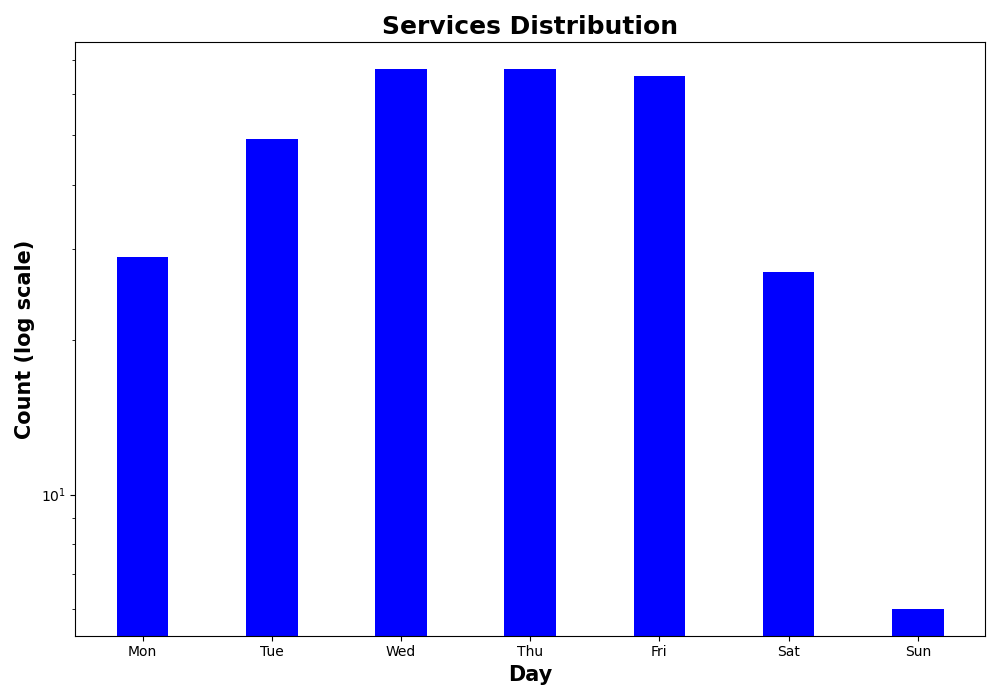 Services Distribution
Count (log scale)
10¹
Mon Tue Wed Thu Fri Sat Sun
Day